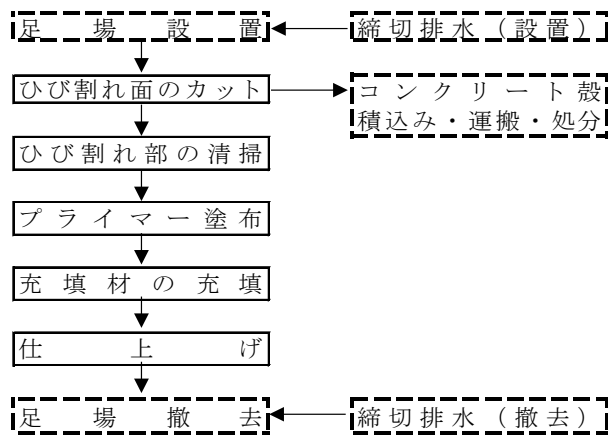 足場設置
締切排水（設置）
ひび割れ面のカット
コンクリート殻
積込み・運搬・処分
ひび割れ部の清掃
プライマー塗布
充填材の充填
仕上げ
足場撤去
締切排水（撤去）